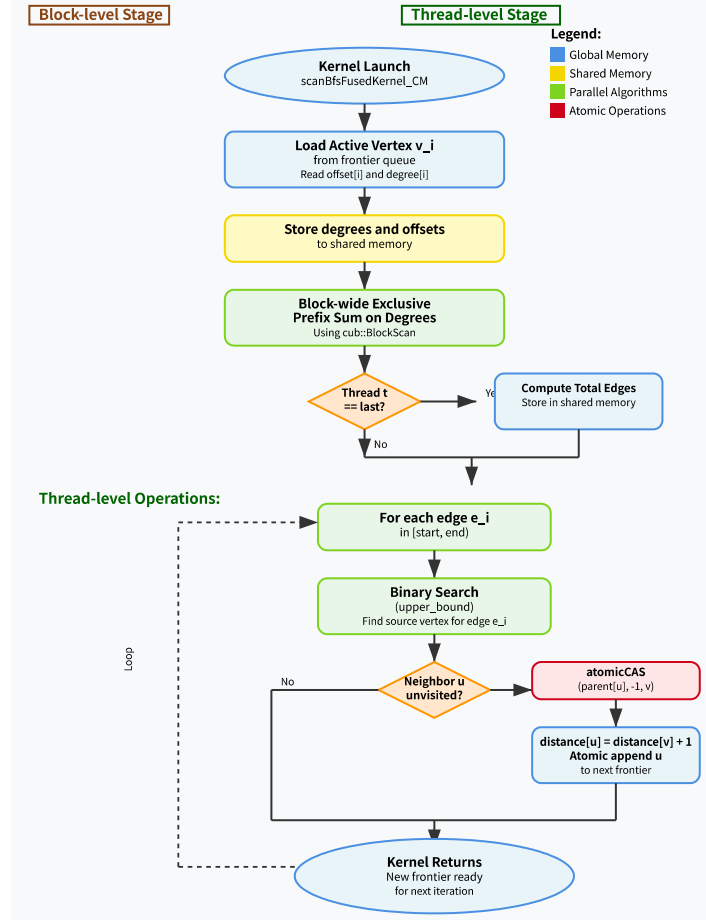 Block-level Stage
Thread-level Stage
Legend:
Global Memory
Shared Memory
Parallel Algorithms
Atomic Operations
Kernel Launch
scanBfsFusedKernel_CM
Load Active Vertex v_i
from frontier queue
Read offset[i] and degree[i]
Store degrees and offsets
to shared memory
Block-wide Exclusive
Prefix Sum on Degrees
Using cub::BlockScan
Thread t
== last?
Ye
Compute Total Edges
Store in shared memory
No
Thread-level Operations:
For each edge e_i
in [start, end)
Binary Search
(upper_bound)
Find source vertex for edge e_i
Loop
Neighbor u
unvisited?
No
atomicCAS
(parent[u], -1, v)
distance[u] = distance[v] + 1
Atomic append u
to next frontier
Kernel Returns
New frontier ready
for next iteration